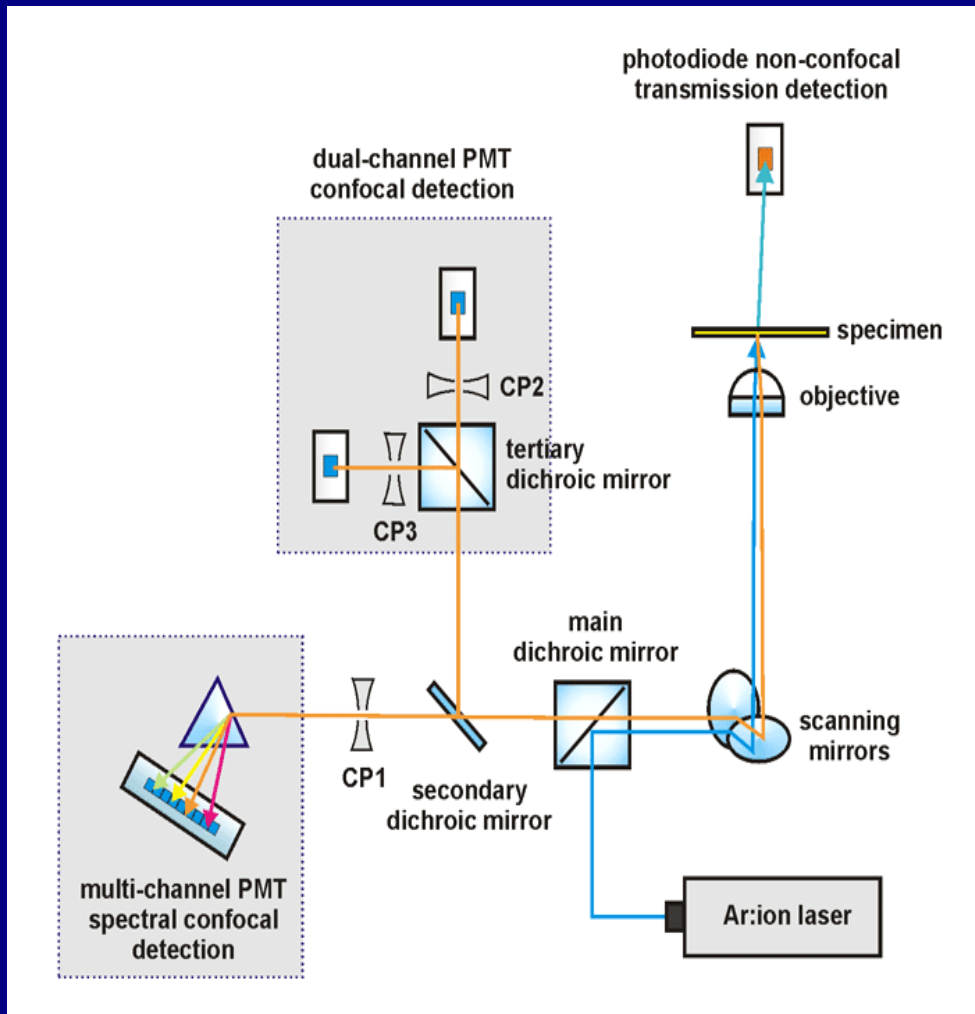 photodiode non-confocal
transmission detection
dual-channel PMT
confocal detection
specimen
CP2
objective
tertiary
dichroic mirror
CP3
main
dichroic mirror
scanning
mirrors
CP1
secondary
dichroic mirror
multi-channel PMT
spectral confocal
detection
Ar:ion laser